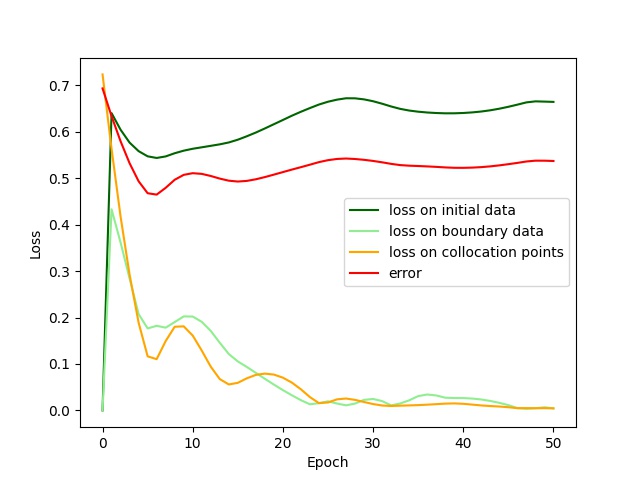 0.7
0.6
0.5
0.4
0.3
0.2
0.1
0.0
Loss
loss on initial data
loss on boundary data
loss on collocation points
error
0 10 20 30 40 50
Epoch